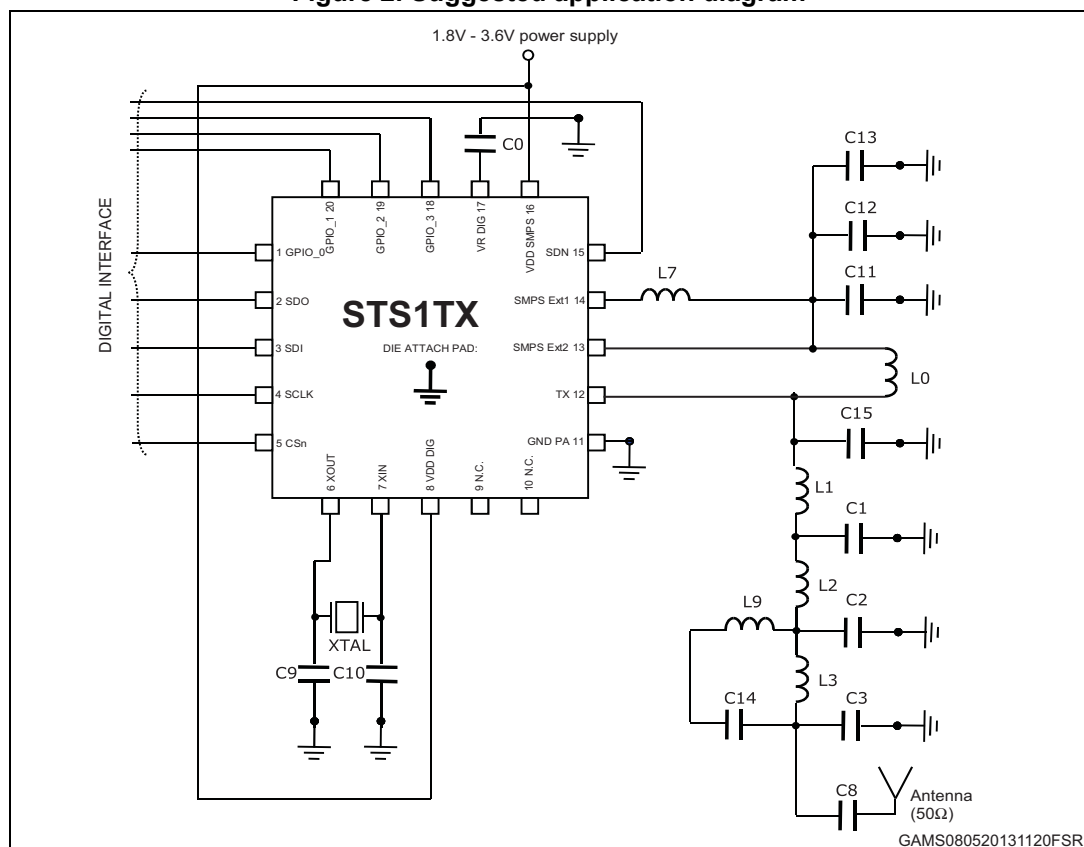 Figure 2. Suggested application diagram
1.8V - 3.6V power supply
C0
C13
C12
C11
DIGITAL INTERFACE
GPIO_1 20
GPIO_2 19
GPIO_3 18
VR DIG 17
VDD SMPS 16
1 GPIO_0
SDN 15
L7
2 SDO
STS1TX
SMPS Ext1 14
3 SDI
DIE ATTACH PAD:
SMPS Ext2 13
L0
4 SCLK
TX 12
C15
5 CSn
GND PA 11
6 XOUT
7 XIN
8 VDD DIG
9 N.C.
10 N.C.
L1
C1
L2
L9
C2
XTAL
C9
C10
L3
C14
C3
C8
Antenna
(50Ω)
GAMS080520131120FSR